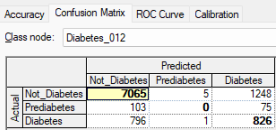 Accuracy Confusion Matrix ROC Curve Calibration
Class node: Diabetes_012
Predicted
Not_Diabetes Prediabetes Diabetes
Actual
Not_Diabetes 7065 5 1248
Prediabetes 103 0 75
Diabetes 796 1 826